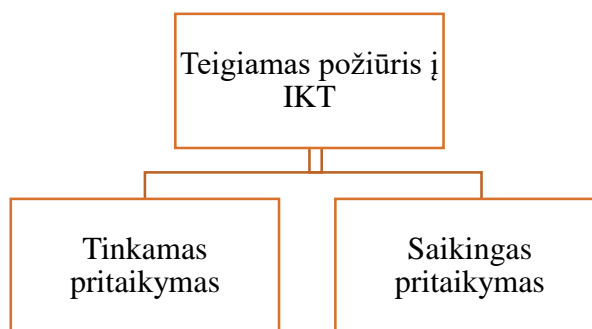 Teigiamas požiūris į
IKT
Tinkamas
pritaikymas
Saikingas
pritaikymas